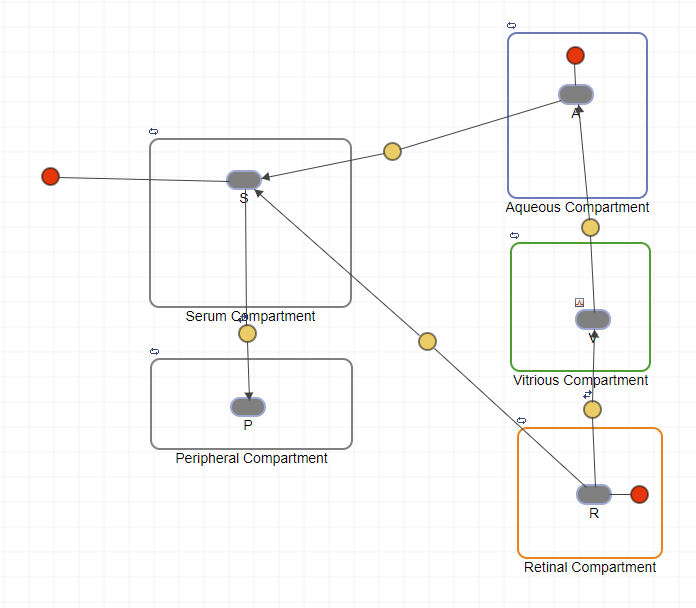 A
Aqueous Compartment
S
Serum Compartment
V
Vitrious Compartment
P
Peripheral Compartment
R
Retinal Compartment